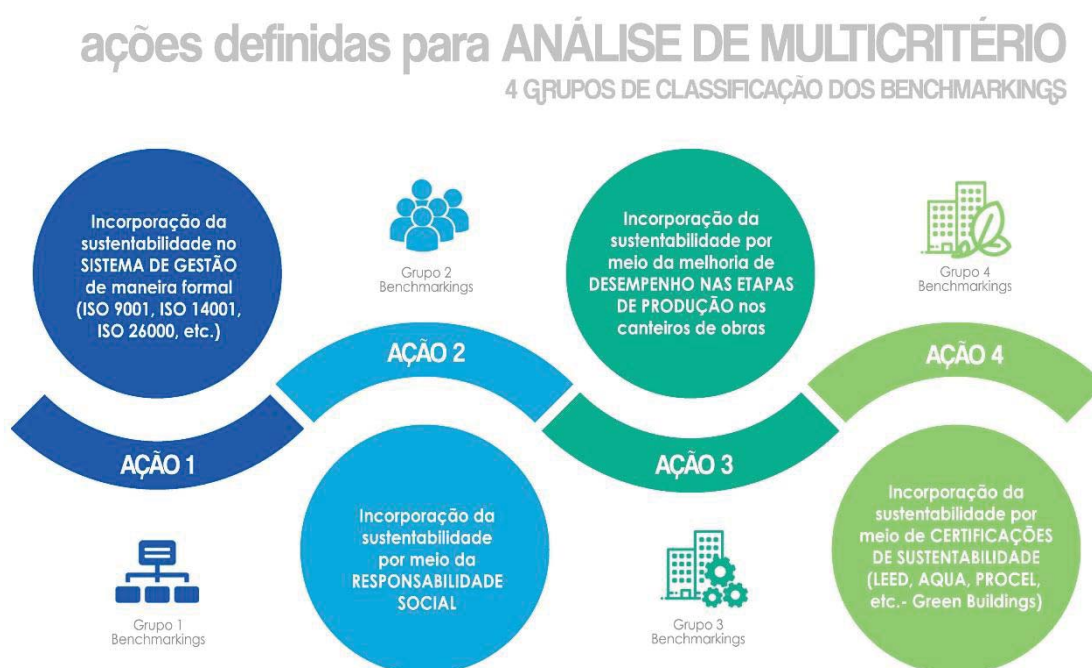 ações definidas para ANÁLISE DE MULTICRITÉRIO
4 GRUPOS DE CLASSIFICAÇÃO DOS BENCHMARKINGS
Incorporação da
sustentabilidade no
SISTEMA DE GESTÃO
de maneira formal
(ISO 9001, ISO 14001,
ISO 26000, etc.)
AÇÃO 1
Grupo 1
Benchmarkings
Grupo 2
Benchmarkings
AÇÃO 2
Incorporação da
sustentabilidade
por meio da
RESPONSABILIDADE
SOCIAL
Incorporação da
sustentabilidade por
meio da melhoria de
DESEMPENHO NAS ETAPAS
DE PRODUÇÃO nos
canteiros de obras
AÇÃO 3
Grupo 3
Benchmarkings
Grupo 4
Benchmarkings
AÇÃO 4
Incorporação da
sustentabilidade por
meio de CERTIFICAÇÕES
DE SUSTENTABILIDADE
(LEED, AQUA, PROCEL,
etc.- Green Buildings)